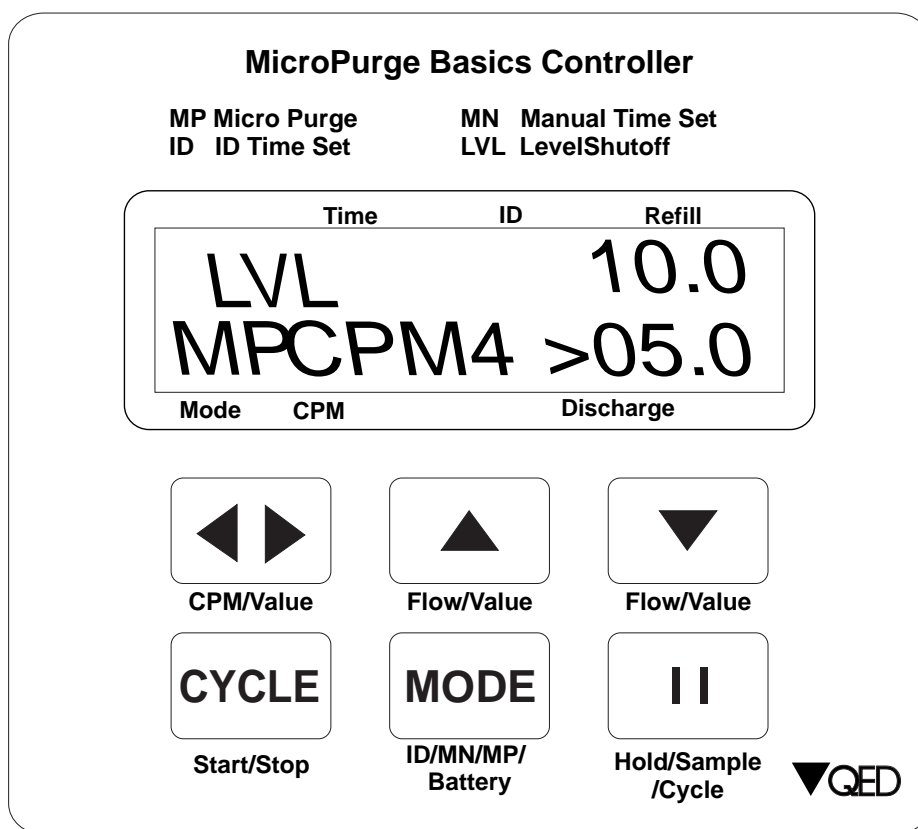 MicroPurge Basics Controller
MP Micro Purge MN Manual Time Set
ID ID Time Set LVL LevelShutoff
Time ID Refill
LVL 10.0
MPCPM4 >05.0
Mode CPM Discharge
CPM/Value Flow/Value Flow/Value
CYCLE MODE
Start/Stop ID/MN/MP/ Hold/Sample
Battery /Cycle
QED